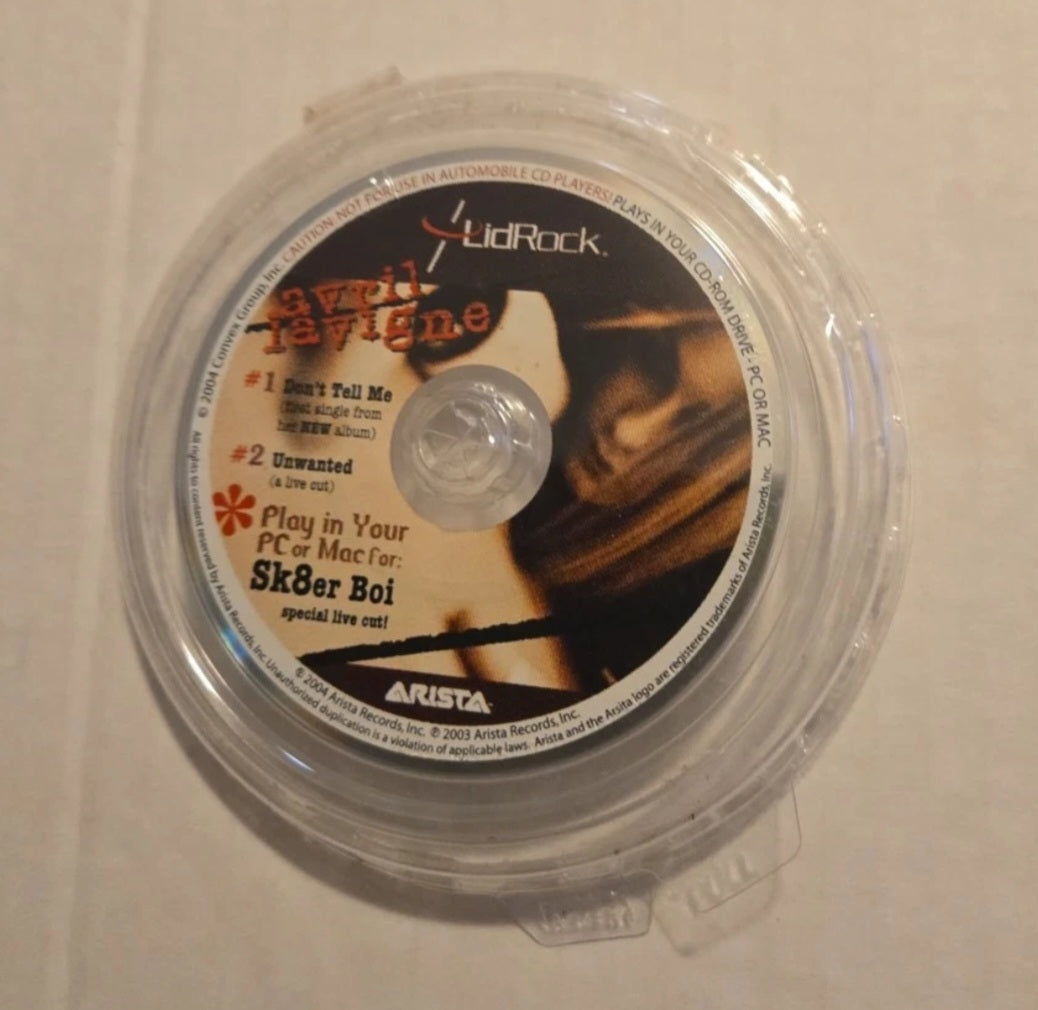 CAUTION NOT FOR USE IN AUTOMOBILE CD PLAYERS! PLAYS IN YOUR CD-ROM DRIVE - PC OR MAC
LidRock.
avril
lavigne
#1 Don't Tell Me
(first single from
her NEW album)
#2 Unwanted
(a live cut)
* Play in Your
PC or Mac for:
Sk8er Boi
special live cut!
ARISTA
© 2004 Convex Group, Inc.
All rights to content reserved by Arista Records, Inc. Unauthorized duplication is a violation of applicable laws. Arista and the Arsita logo are registered trademarks of Arista Records, Inc.
© 2004 Arista Records, Inc. ℗ 2003 Arista Records, Inc.